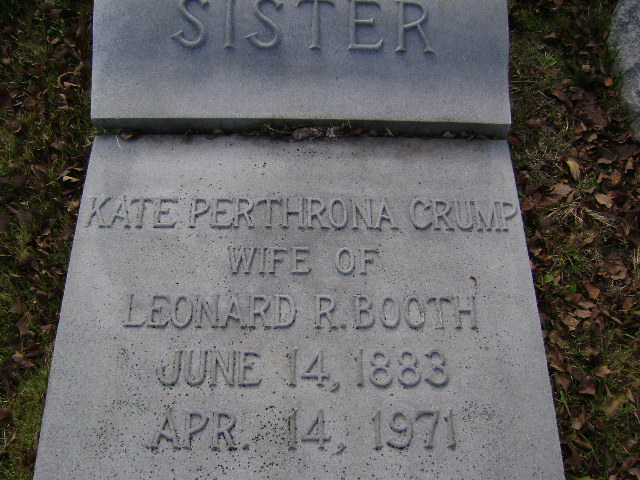 SISTER
KATE PERTHRONA CRUMP
WIFE OF
LEONARD R. BOOTH
JUNE 14, 1883
APR. 14, 1971